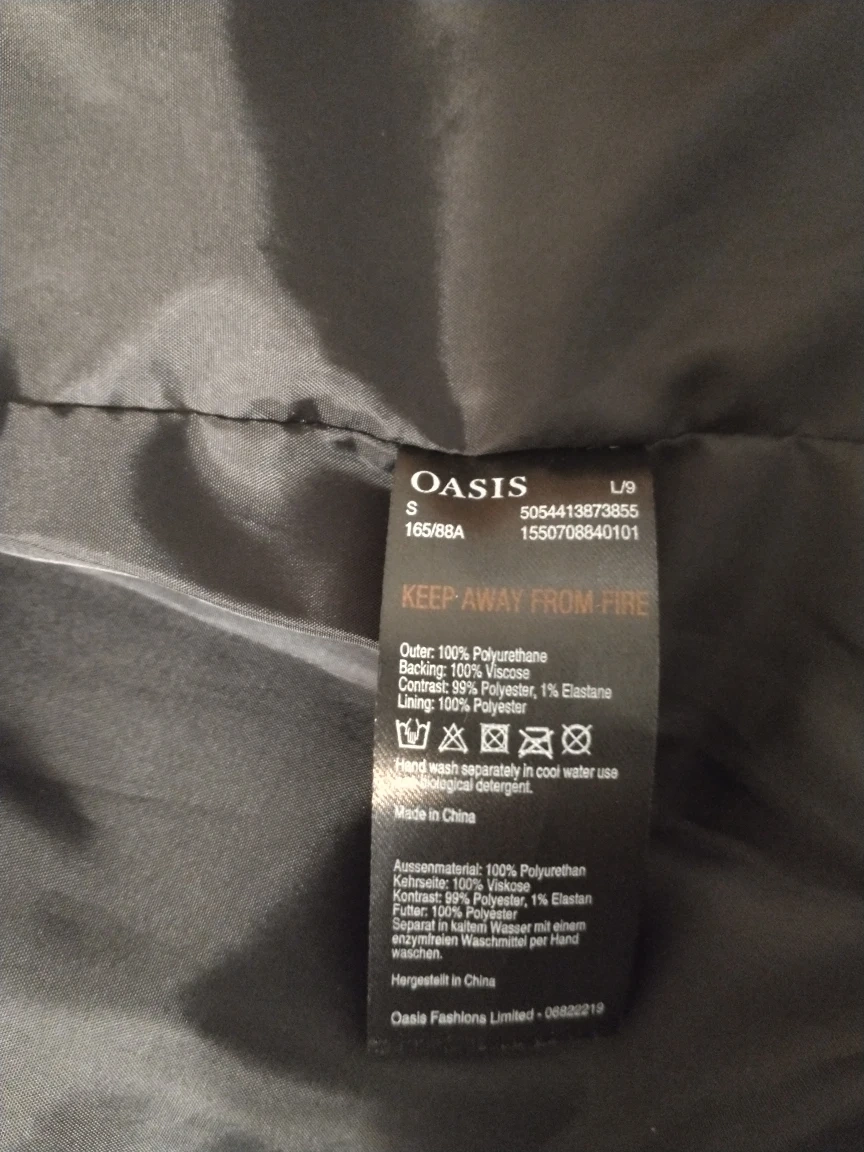 OASIS L/9
S 5054413873855
165/88A 1550708840101
KEEP AWAY FROM FIRE
Outer: 100% Polyurethane
Backing: 100% Viscose
Contrast: 99% Polyester, 1% Elastane
Lining: 100% Polyester
Hand wash separately in cool water use
biological detergent.
Made in China
Aussenmaterial: 100% Polyurethan
Kehrseite: 100% Viskose
Kontrast: 99% Polyester, 1% Elastan
Futter: 100% Polyester
Separat in kaltem Wasser mit einem
enzymfreien Waschmittel per Hand
waschen.
Hergestellt in China
Oasis Fashions Limited - 06822219